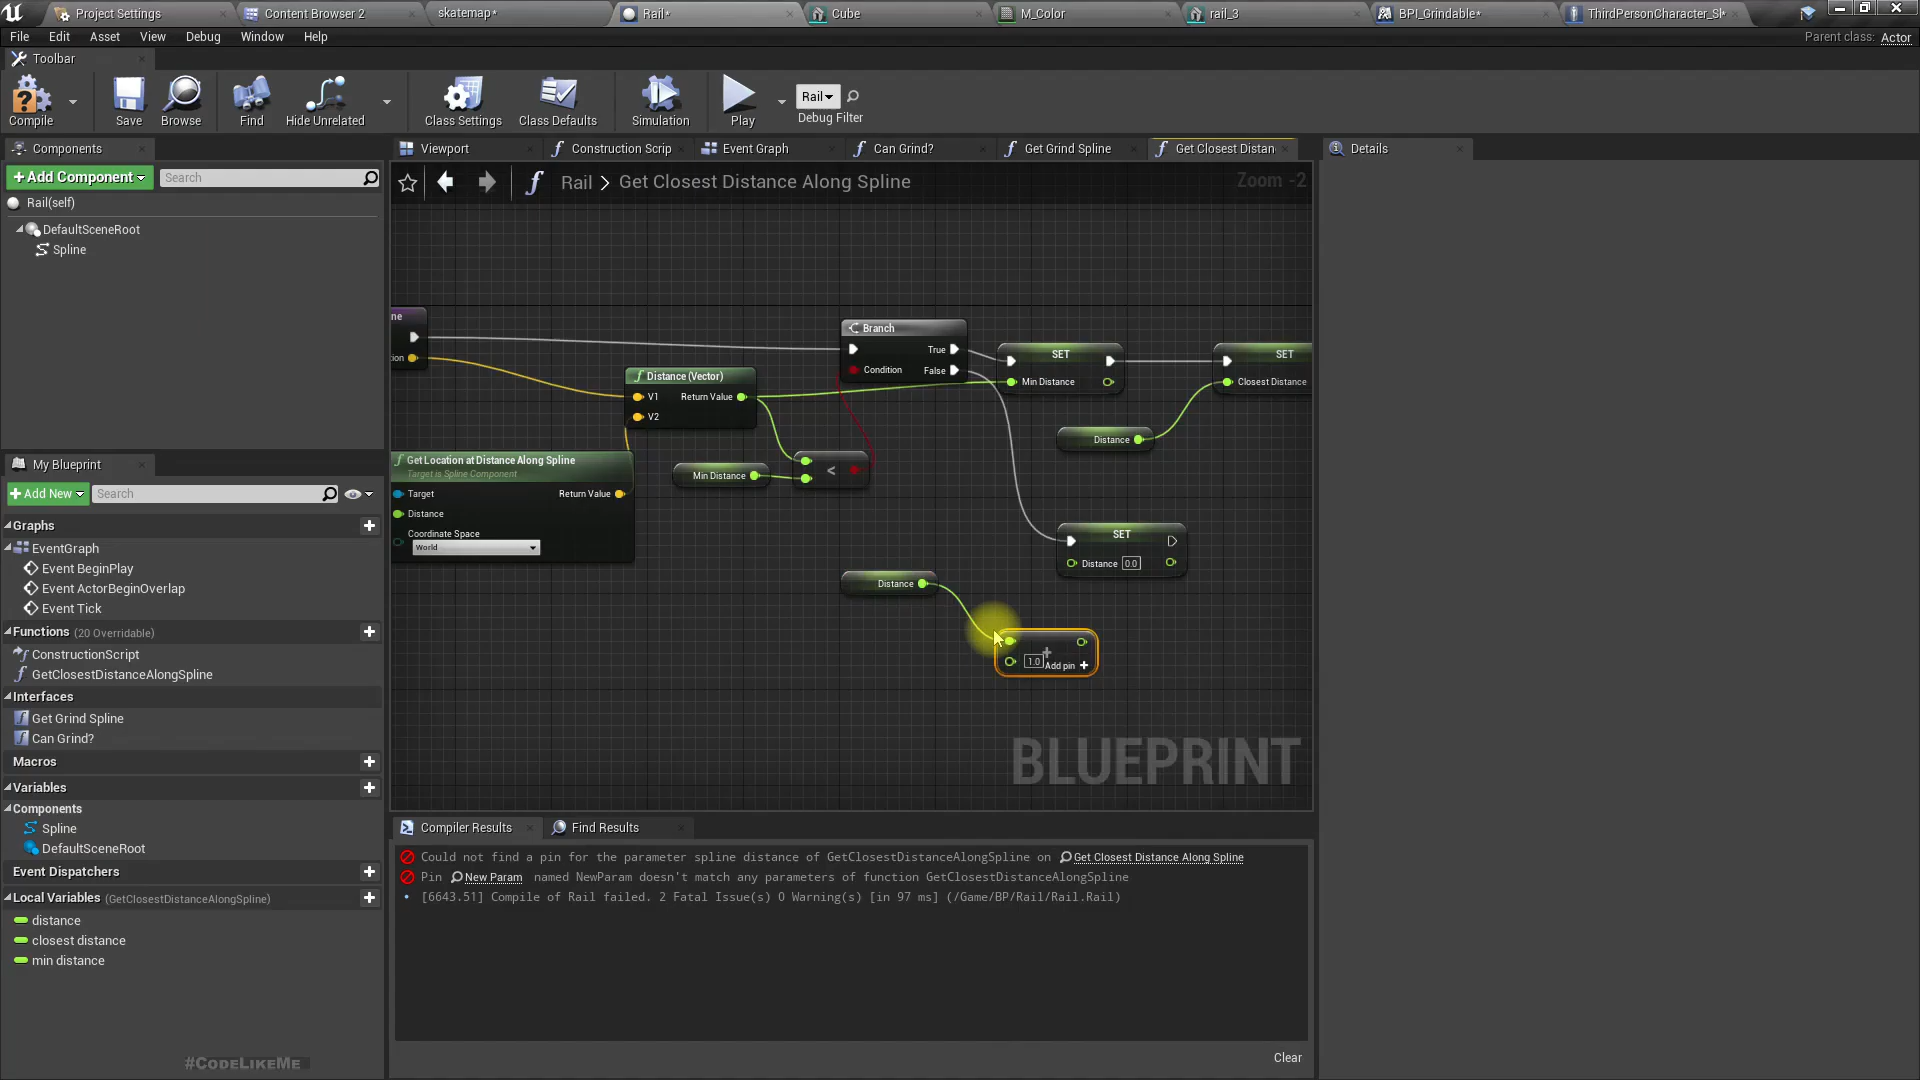 Project Settings
Content Browser 2
skatemap*
Rail*
Cube
M_Color
rail_3
BPI_Grindable*
ThirdPersonCharacter_Sk*
File Edit Asset View Debug Window Help
Parent class: Actor
Toolbar
Compile
Save
Browse
Find
Hide Unrelated
Class Settings
Class Defaults
Simulation
Play
Rail
Debug Filter
Components
+Add Component
Search
Rail(self)
DefaultSceneRoot
Spline
My Blueprint
+Add New
Search
Graphs
EventGraph
Event BeginPlay
Event ActorBeginOverlap
Event Tick
Functions (20 Overridable)
ConstructionScript
GetClosestDistanceAlongSpline
Interfaces
Get Grind Spline
Can Grind?
Macros
Variables
Components
Spline
DefaultSceneRoot
Event Dispatchers
Local Variables (GetClosestDistanceAlongSpline)
distance
closest distance
min distance
#CodeLikeMe
Viewport
Construction Scrip
Event Graph
Can Grind?
Get Grind Spline
Get Closest Distan
Rail > Get Closest Distance Along Spline
Zoom -2
ne
ion
Distance (Vector)
V1 Return Value
V2
Get Location at Distance Along Spline
Target is Spline Component
Target Return Value
Distance
Coordinate Space
World
Min Distance
<
Branch
True
Condition False
SET
Min Distance
SET
Closest Distance
Distance
SET
Distance 0.0
Distance
1.0 Add pin +
BLUEPRINT
Compiler Results
Find Results
Could not find a pin for the parameter spline distance of GetClosestDistanceAlongSpline on Get Closest Distance Along Spline
Pin New Param named NewParam doesn't match any parameters of function GetClosestDistanceAlongSpline
[6643.51] Compile of Rail failed. 2 Fatal Issue(s) 0 Warning(s) [in 97 ms] (/Game/BP/Rail/Rail.Rail)
Clear
Details